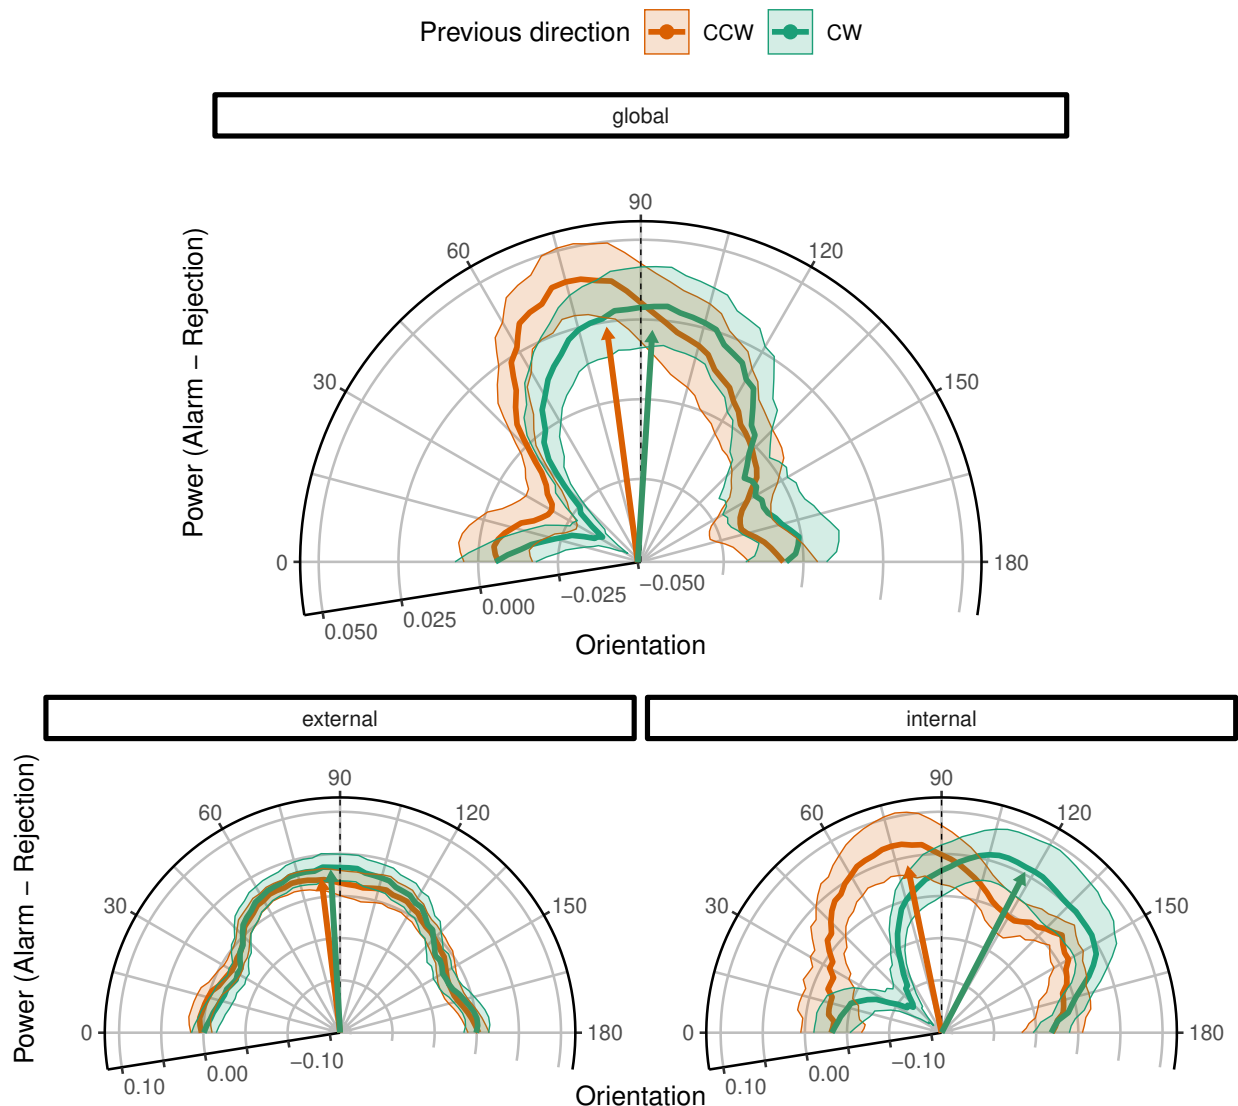 Previous direction CCW CW
global
Power (Alarm − Rejection)
90
60 120
30 150
0 180
0.050 0.025 0.000 −0.025 −0.050
Orientation
external internal
Power (Alarm − Rejection)
90 90
60 120 60 120
30 150 30 150
0 180 0 180
0.10 0.00 −0.10 0.10 0.00 −0.10
Orientation